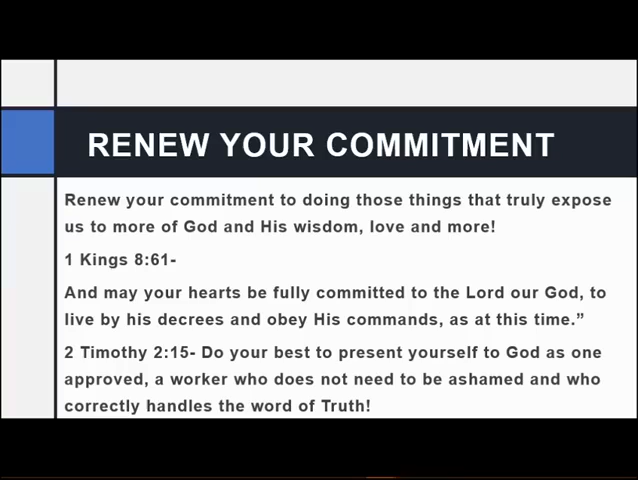 RENEW YOUR COMMITMENT
Renew your commitment to doing those things that truly expose
us to more of God and His wisdom, love and more!
1 Kings 8:61-
And may your hearts be fully committed to the Lord our God, to
live by his decrees and obey His commands, as at this time.”
2 Timothy 2:15- Do your best to present yourself to God as one
approved, a worker who does not need to be ashamed and who
correctly handles the word of Truth!